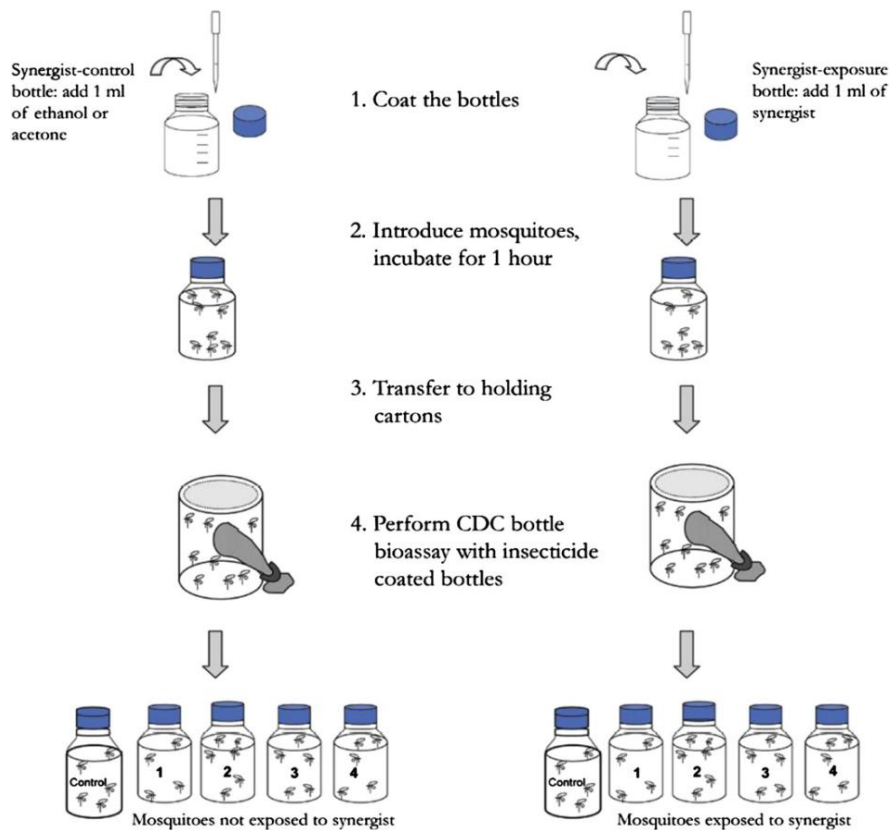 Synergist-control
bottle: add 1 ml
of ethanol or
acetone
1. Coat the bottles
Synergist-exposure
bottle: add 1 ml of
synergist
2. Introduce mosquitoes,
incubate for 1 hour
3. Transfer to holding
cartons
4. Perform CDC bottle
bioassay with insecticide
coated bottles
Control
1
2
3
4
Mosquitoes not exposed to synergist
Control
1
2
3
4
Mosquitoes exposed to synergist